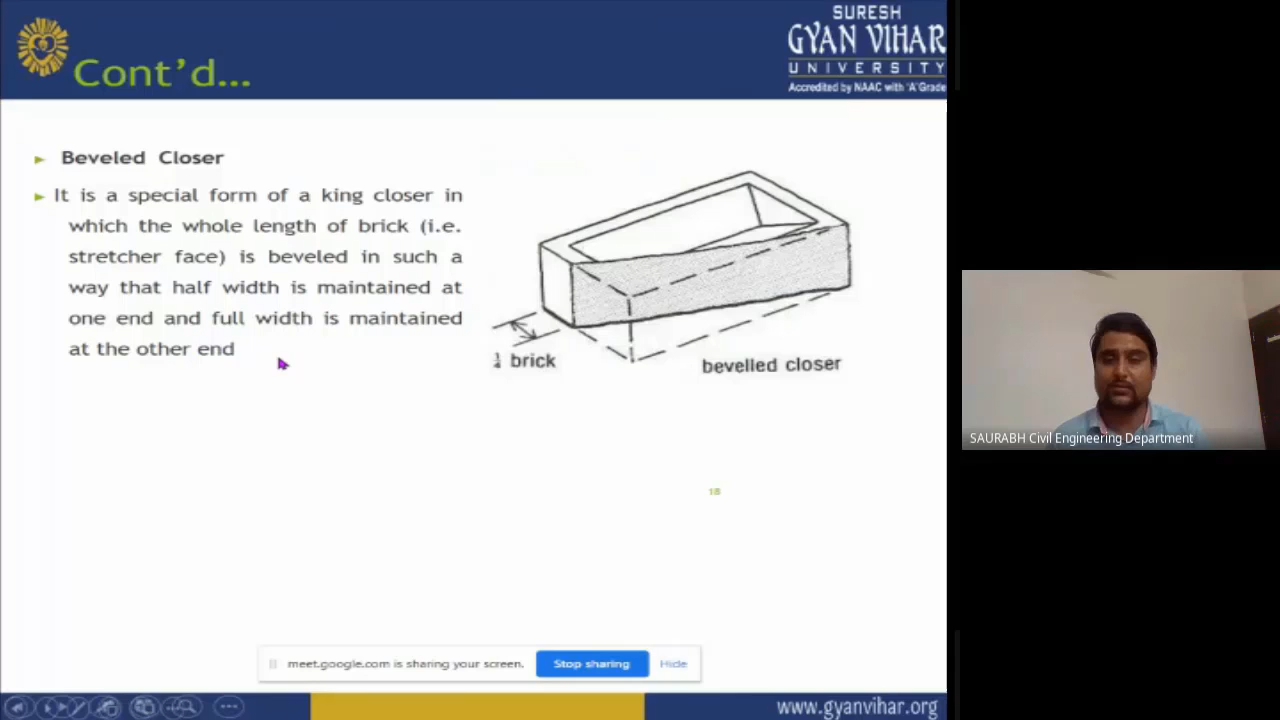 Cont’d...
SURESH
GYAN VIHAR
UNIVERSITY
Accredited by NAAC with 'A' Grade
► Beveled Closer
► It is a special form of a king closer in
which the whole length of brick (i.e.
stretcher face) is beveled in such a
way that half width is maintained at
one end and full width is maintained
at the other end
¼ brick
bevelled closer
SAURABH Civil Engineering Department
18
meet.google.com is sharing your screen.
Stop sharing
Hide
www.gyanvihar.org